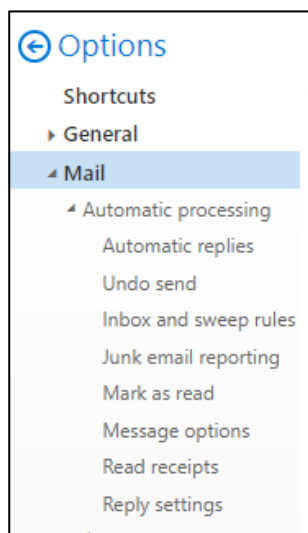 Options
Shortcuts
General
Mail
Automatic processing
Automatic replies
Undo send
Inbox and sweep rules
Junk email reporting
Mark as read
Message options
Read receipts
Reply settings